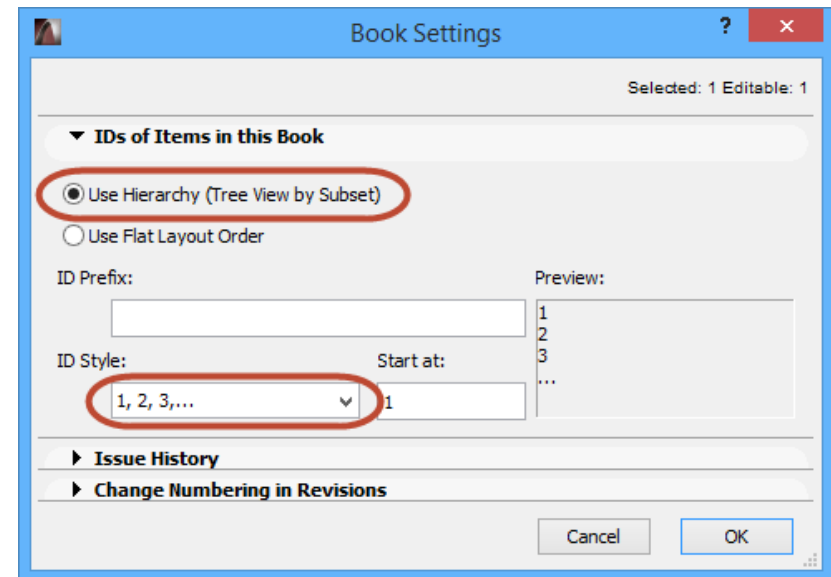 Book Settings
?
×
Selected: 1 Editable: 1
IDs of Items in this Book
Use Hierarchy (Tree View by Subset)
Use Flat Layout Order
ID Prefix:
Preview:
1
2
3
...
ID Style:
Start at:
1, 2, 3,...
1
Issue History
Change Numbering in Revisions
Cancel
OK